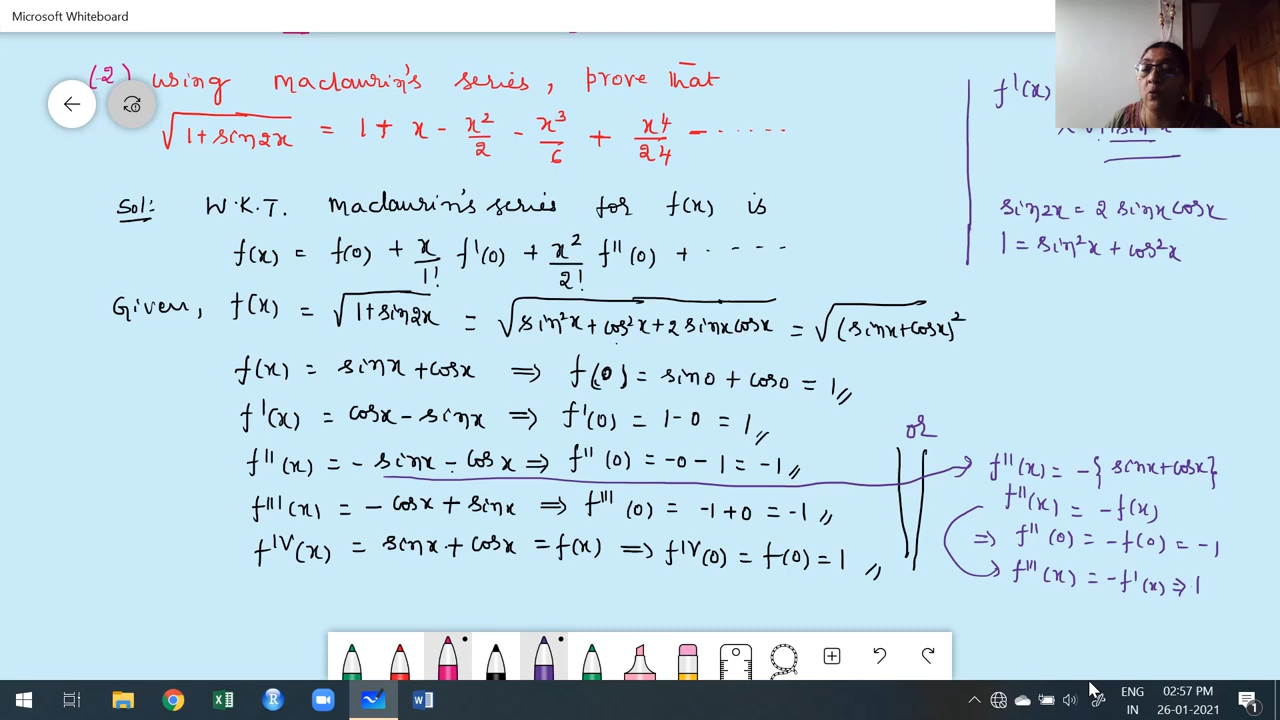 Microsoft Whiteboard
(2) using maclaurin's series, prove that
√(1+sin2x) = 1 + x - x²/2 - x³/6 + x⁴/24 - ......
Sol: W.K.T. maclaurin's series for f(x) is
f(x) = f(0) + x/1! f'(0) + x²/2! f''(0) + ......
Given, f(x) = √(1+sin2x) = √(sin²x + cos²x + 2 sinx cosx) = √(sinx+cosx)²
f(x) = sinx + cosx ⇒ f(0) = sin0 + cos0 = 1//
f'(x) = cosx - sinx ⇒ f'(0) = 1-0 = 1//
f''(x) = - sinx - cosx ⇒ f''(0) = -0-1 = -1//
f'''(x) = - cosx + sinx ⇒ f'''(0) = -1+0 = -1//
f^IV(x) = sinx + cosx = f(x) ⇒ f^IV(0) = f(0) = 1 //
f'(x)
sin2x = 2 sinx cosx
1 = sin²x + cos²x
or
f''(x) = -{sinx+cosx}
f''(x) = -f(x)
⇒ f''(0) = -f(0) = -1
f'''(x) = -f'(x) ⇒ 1
ENG
IN
02:57 PM
26-01-2021
1